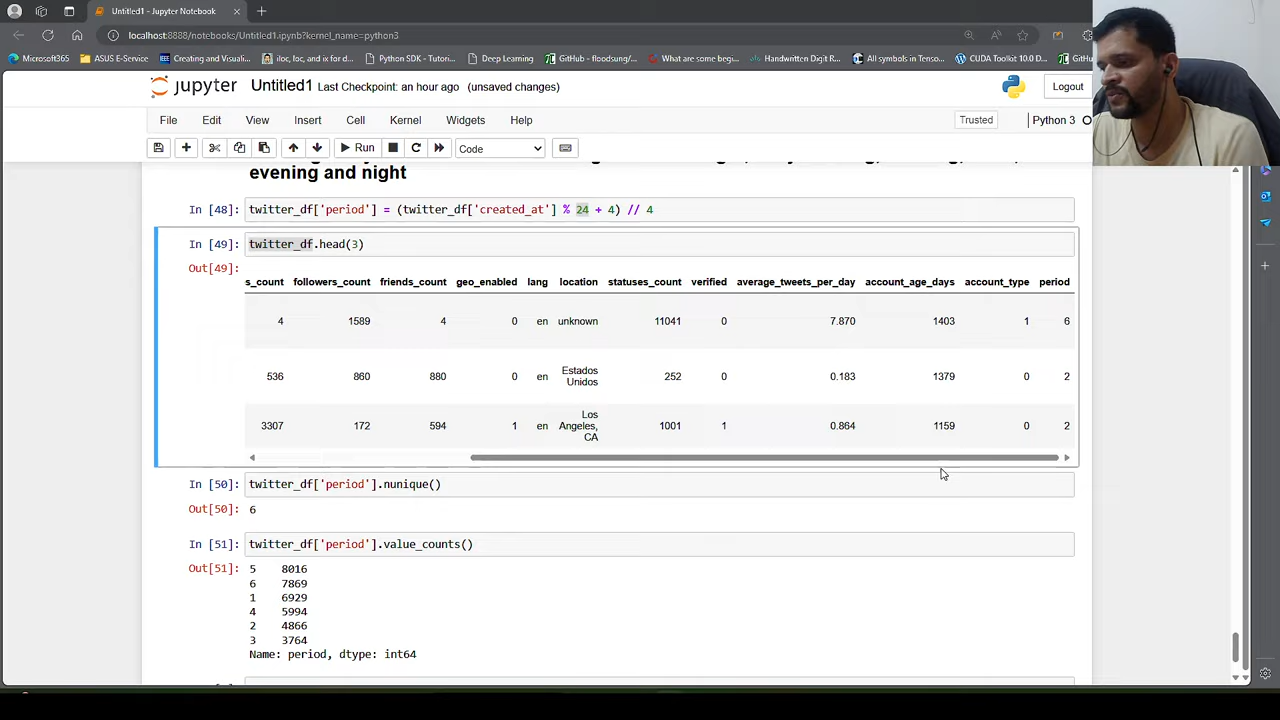 Untitled1 - Jupyter Notebook
localhost:8888/notebooks/Untitled1.ipynb?kernel_name=python3
Microsoft365 ASUS E-Service Creating and Visuali... iloc, loc, and ix for d... Python SDK - Tutori... Deep Learning GitHub - floodsung/... What are some begi... Handwritten Digit R... All symbols in Tenso... CUDA Toolkit 10.0 D... GitHu
jupyter Untitled1 Last Checkpoint: an hour ago (unsaved changes) Logout
File Edit View Insert Cell Kernel Widgets Help Trusted Python 3
Run Code
evening and night
In [48]: twitter_df['period'] = (twitter_df['created_at'] % 24 + 4) // 4
In [49]: twitter_df.head(3)
Out[49]:
s_count followers_count friends_count geo_enabled lang location statuses_count verified average_tweets_per_day account_age_days account_type period
4 1589 4 0 en unknown 11041 0 7.870 1403 1 6
536 860 880 0 en Estados Unidos 252 0 0.183 1379 0 2
3307 172 594 1 en Los Angeles, CA 1001 1 0.864 1159 0 2
In [50]: twitter_df['period'].nunique()
Out[50]: 6
In [51]: twitter_df['period'].value_counts()
Out[51]: 5 8016
6 7869
1 6929
4 5994
2 4866
3 3764
Name: period, dtype: int64